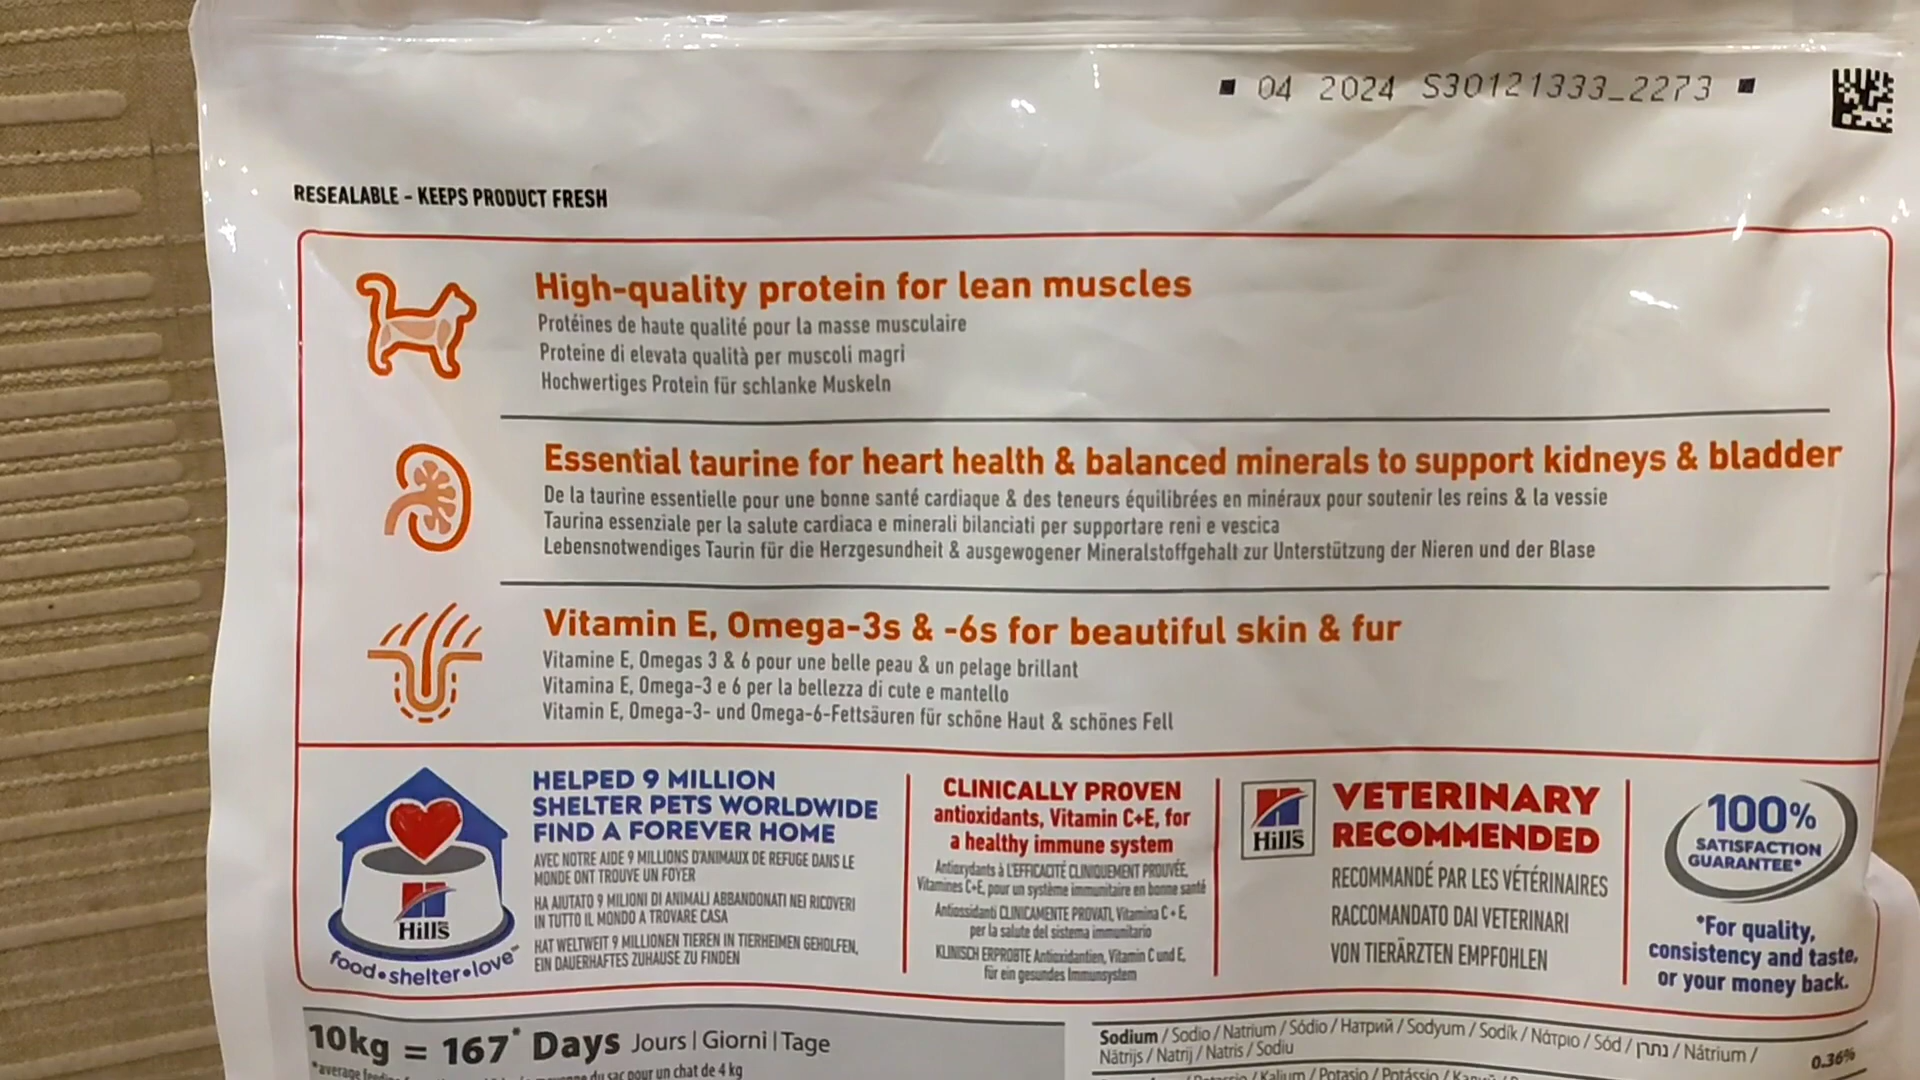 04 2024 S30121333_2273
RESEALABLE - KEEPS PRODUCT FRESH
High-quality protein for lean muscles
Protéines de haute qualité pour la masse musculaire
Proteine di elevata qualità per muscoli magri
Hochwertiges Protein für schlanke Muskeln
Essential taurine for heart health & balanced minerals to support kidneys & bladder
De la taurine essentielle pour une bonne santé cardiaque & des teneurs équilibrées en minéraux pour soutenir les reins & la vessie
Taurina essenziale per la salute cardiaca e minerali bilanciati per supportare reni e vescica
Lebensnotwendiges Taurin für die Herzgesundheit & ausgewogener Mineralstoffgehalt zur Unterstützung der Nieren und der Blase
Vitamin E, Omega-3s & -6s for beautiful skin & fur
Vitamine E, Omegas 3 & 6 pour une belle peau & un pelage brillant
Vitamina E, Omega-3 e 6 per la bellezza di cute e mantello
Vitamin E, Omega-3- und Omega-6-Fettsäuren für schöne Haut & schönes Fell
Hill's
food•shelter•love™
HELPED 9 MILLION
SHELTER PETS WORLDWIDE
FIND A FOREVER HOME
AVEC NOTRE AIDE 9 MILLIONS D'ANIMAUX DE REFUGE DANS LE
MONDE ONT TROUVE UN FOYER
HA AIUTATO 9 MILIONI DI ANIMALI ABBANDONATI NEI RICOVERI
IN TUTTO IL MONDO A TROVARE CASA
HAT WELTWEIT 9 MILLIONEN TIEREN IN TIERHEIMEN GEHOLFEN,
EIN DAUERHAFTES ZUHAUSE ZU FINDEN
CLINICALLY PROVEN
antioxidants, Vitamin C+E, for
a healthy immune system
Antioxydants à L'EFFICACITÉ CLINIQUEMENT PROUVÉE,
Vitamines C+E, pour un système immunitaire en bonne santé
Antiossidanti CLINICAMENTE PROVATI, Vitamina C + E,
per la salute del sistema immunitario
KLINISCH ERPROBTE Antioxidantien, Vitamin C und E,
für ein gesundes Immunsystem
Hill's
VETERINARY
RECOMMENDED
RECOMMANDÉ PAR LES VÉTÉRINAIRES
RACCOMANDATO DAI VETERINARI
VON TIERÄRZTEN EMPFOHLEN
100%
SATISFACTION
GUARANTEE*
*For quality,
consistency and taste,
or your money back.
10kg = 167* Days Jours | Giorni | Tage
*average du sac pour un chat de 4 kg
Sodium / Sodio / Natrium / Sódio / Натрий / Sodyum / Sodík / Νάτριο / Sód / נתרן / Nátrium /
Nātrijs / Natrij / Natris / Sodiu
0.36%
/ Kalium / Potasio / Potássio /